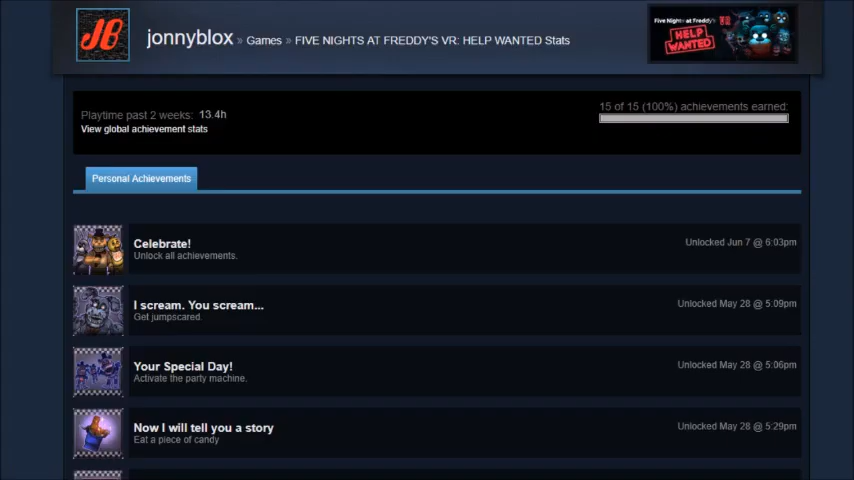 JB
jonnyblox » Games » FIVE NIGHTS AT FREDDY'S VR: HELP WANTED Stats
Five Nights at Freddy's VR
HELP
WANTED
Playtime past 2 weeks: 13.4h
15 of 15 (100%) achievements earned:
View global achievement stats
Personal Achievements
Celebrate!
Unlocked Jun 7 @ 6:03pm
Unlock all achievements.
I scream. You scream...
Unlocked May 28 @ 5:09pm
Get jumpscared.
Your Special Day!
Unlocked May 28 @ 5:06pm
Activate the party machine.
Now I will tell you a story
Unlocked May 28 @ 5:29pm
Eat a piece of candy